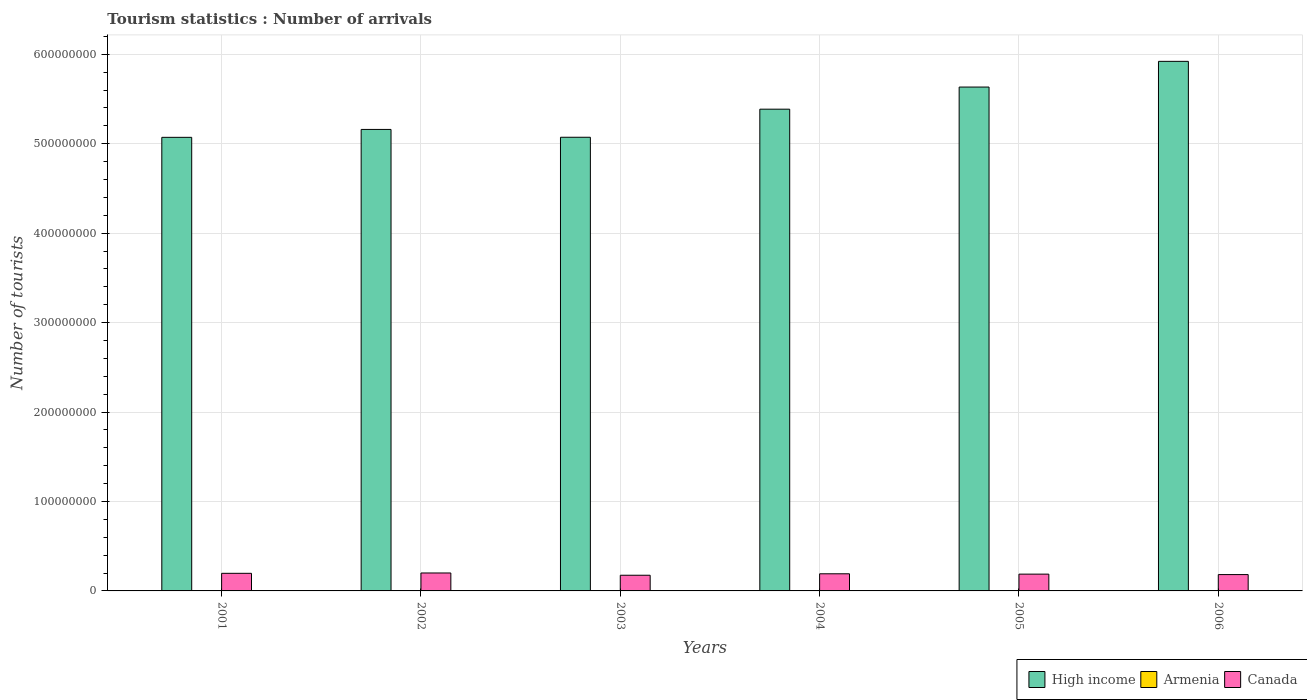 Tourism statistics : Number of arrivals
600000000
500000000
400000000
300000000
200000000
100000000
0
Number of tourists
2001
2002
2003
2004
2005
2006
Years
High income
Armenia
Canada